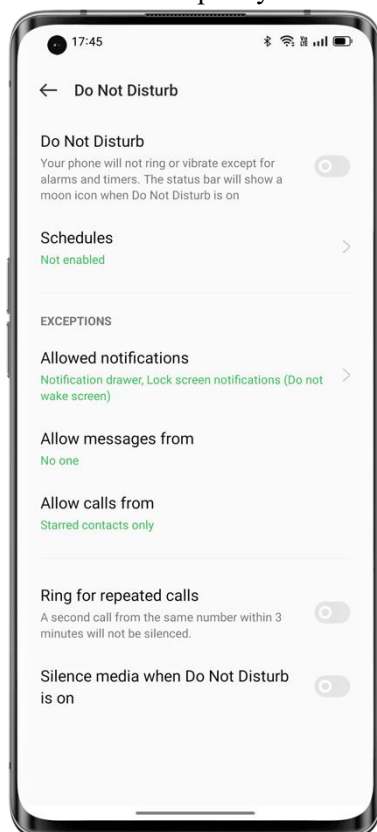 17:45
Do Not Disturb
Do Not Disturb
Your phone will not ring or vibrate except for
alarms and timers. The status bar will show a
moon icon when Do Not Disturb is on
Schedules
Not enabled
EXCEPTIONS
Allowed notifications
Notification drawer, Lock screen notifications (Do not
wake screen)
Allow messages from
No one
Allow calls from
Starred contacts only
Ring for repeated calls
A second call from the same number within 3
minutes will not be silenced.
Silence media when Do Not Disturb
is on